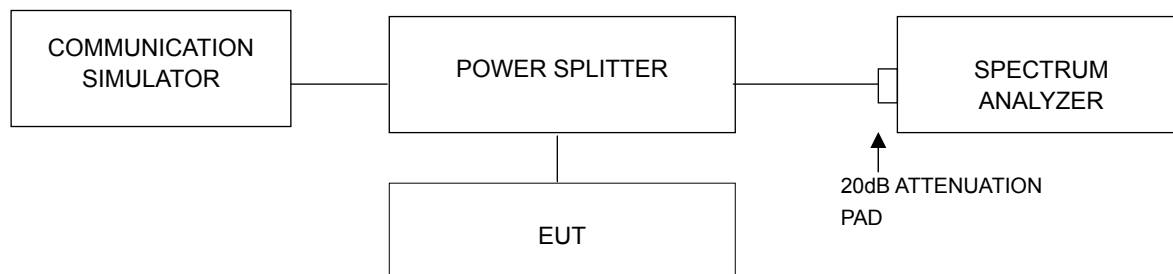 COMMUNICATION
SIMULATOR
POWER SPLITTER
SPECTRUM
ANALYZER
20dB ATTENUATION
PAD
EUT